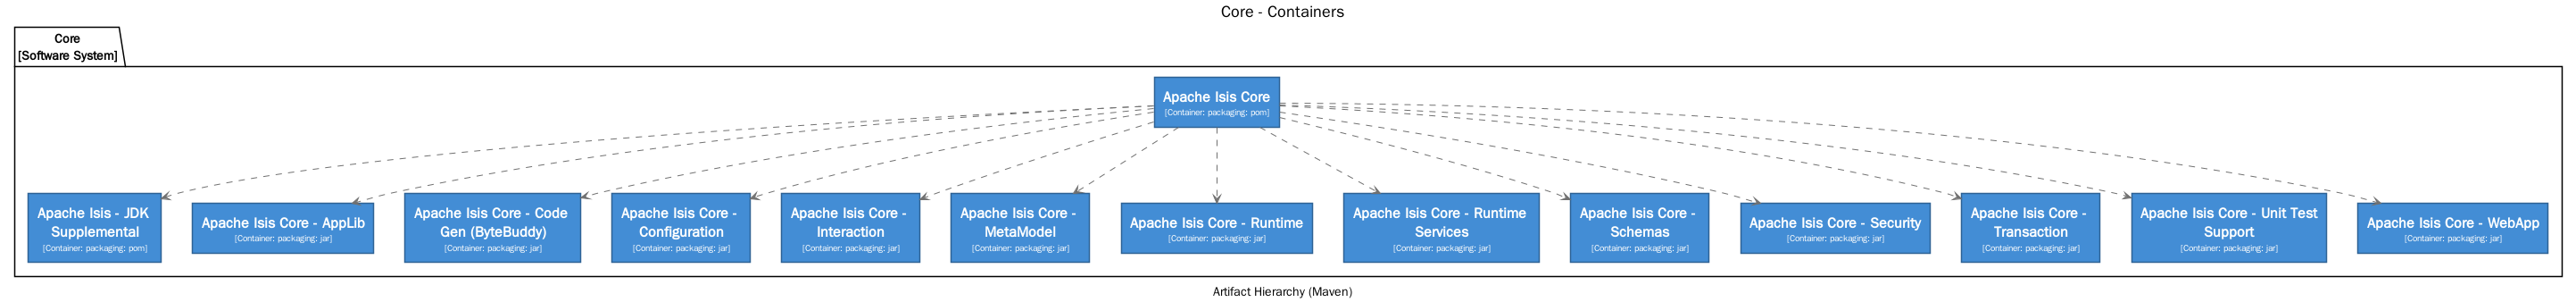 Core - Containers
Core
[Software System]
Apache Isis Core
[Container: packaging: pom]
Apache Isis - JDK
Supplemental
[Container: packaging: pom]
Apache Isis Core - AppLib
[Container: packaging: jar]
Apache Isis Core - Code
Gen (ByteBuddy)
[Container: packaging: jar]
Apache Isis Core -
Configuration
[Container: packaging: jar]
Apache Isis Core -
Interaction
[Container: packaging: jar]
Apache Isis Core -
MetaModel
[Container: packaging: jar]
Apache Isis Core - Runtime
[Container: packaging: jar]
Apache Isis Core - Runtime
Services
[Container: packaging: jar]
Apache Isis Core -
Schemas
[Container: packaging: jar]
Apache Isis Core - Security
[Container: packaging: jar]
Apache Isis Core -
Transaction
[Container: packaging: jar]
Apache Isis Core - Unit Test
Support
[Container: packaging: jar]
Apache Isis Core - WebApp
[Container: packaging: jar]
Artifact Hierarchy (Maven)